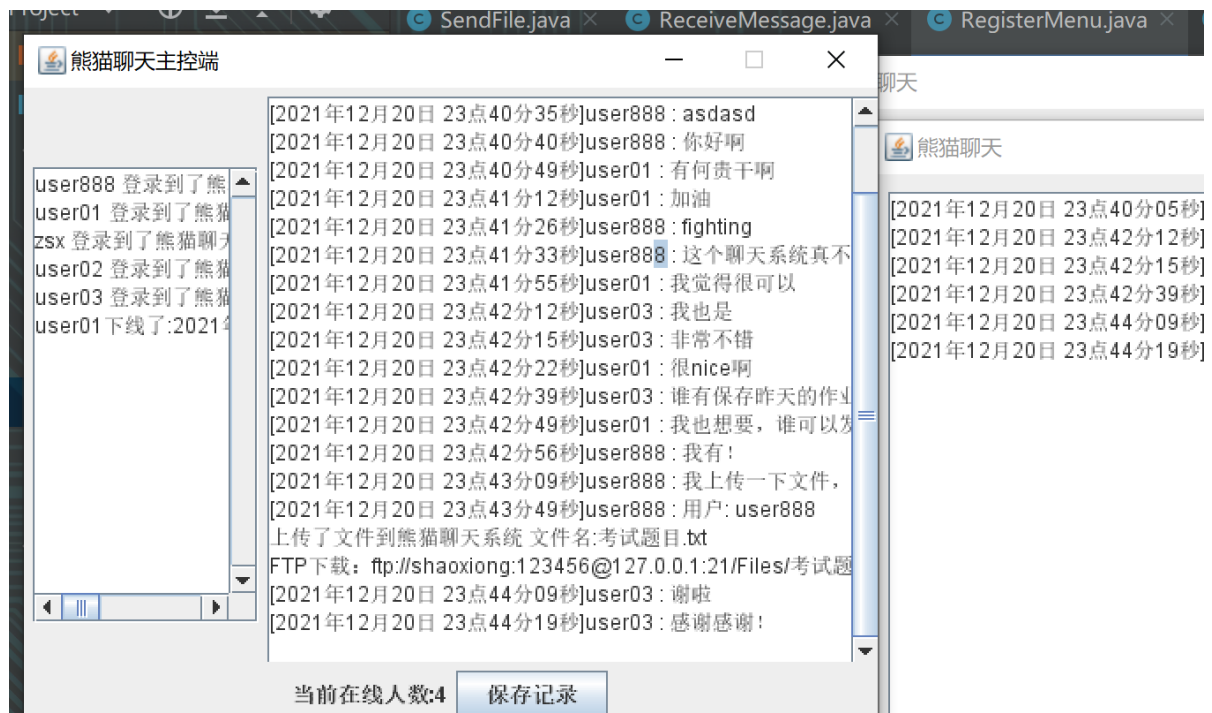 Project
SendFile.java
ReceiveMessage.java
RegisterMenu.java
熊猫聊天主控端
user888 登录到了熊
user01 登录到了熊猫
zsx 登录到了熊猫聊天
user02 登录到了熊猫
user03 登录到了熊猫
user01下线了:2021年
[2021年12月20日 23点40分35秒]user888 : asdasd
[2021年12月20日 23点40分40秒]user888 : 你好啊
[2021年12月20日 23点40分49秒]user01 : 有何贵干啊
[2021年12月20日 23点41分12秒]user01 : 加油
[2021年12月20日 23点41分26秒]user888 : fighting
[2021年12月20日 23点41分33秒]user888 : 这个聊天系统真不
[2021年12月20日 23点41分55秒]user01 : 我觉得很可以
[2021年12月20日 23点42分12秒]user03 : 我也是
[2021年12月20日 23点42分15秒]user03 : 非常不错
[2021年12月20日 23点42分22秒]user01 : 很nice啊
[2021年12月20日 23点42分39秒]user03 : 谁有保存昨天的作业
[2021年12月20日 23点42分49秒]user01 : 我也想要，谁可以发
[2021年12月20日 23点42分56秒]user888 : 我有！
[2021年12月20日 23点43分09秒]user888 : 我上传一下文件，
[2021年12月20日 23点43分49秒]user888 : 用户: user888
上传了文件到熊猫聊天系统 文件名:考试题目.txt
FTP下载：ftp://shaoxiong:123456@127.0.0.1:21/Files/考试题
[2021年12月20日 23点44分09秒]user03 : 谢啦
[2021年12月20日 23点44分19秒]user03 : 感谢感谢！
当前在线人数:4
保存记录
聊天
熊猫聊天
[2021年12月20日 23点40分05秒]
[2021年12月20日 23点42分12秒]
[2021年12月20日 23点42分15秒]
[2021年12月20日 23点42分39秒]
[2021年12月20日 23点44分09秒]
[2021年12月20日 23点44分19秒]